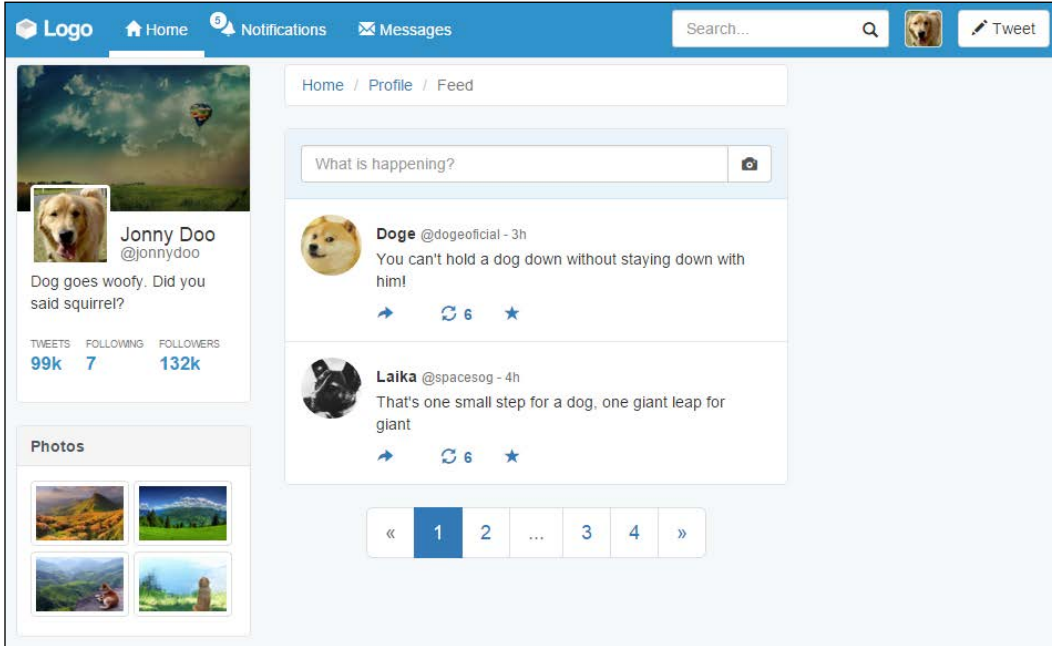 Logo
Home
5
Notifications
Messages
Search...
Tweet
Jonny Doo
@jonnydoo
Dog goes woofy. Did you
said squirrel?
TWEETS FOLLOWING FOLLOWERS
99k 7 132k
Photos
Home / Profile / Feed
What is happening?
Doge @dogeoficial - 3h
You can't hold a dog down without staying down with
him!
6
Laika @spacesog - 4h
That's one small step for a dog, one giant leap for
giant
6
« 1 2 ... 3 4 »